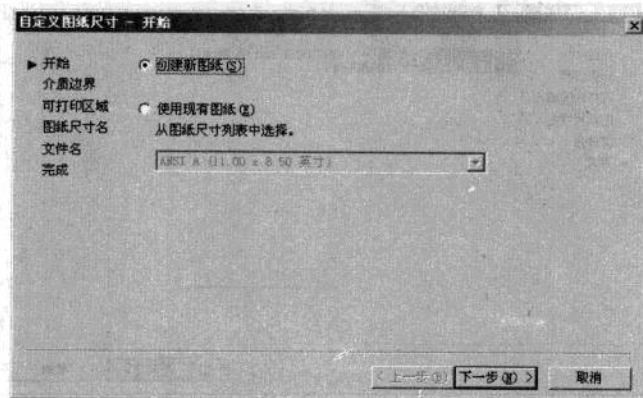 自定义图纸尺寸 - 开始
开始
介质边界
可打印区域
图纸尺寸名
文件名
完成
创建新图纸(S)
使用现有图纸(E)
从图纸尺寸列表中选择。
ANSI A (11.00 x 8.50 英寸)
< 上一步(B)
下一步(N) >
取消